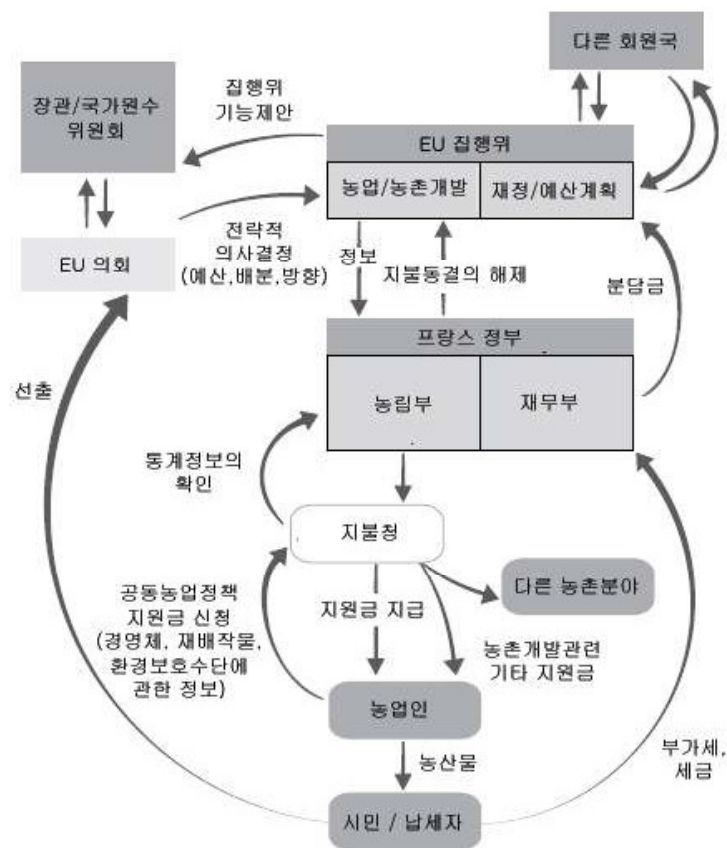 다른 회원국
장관/국가원수
위원회
집행위
기능제안
EU 집행위
농업/농촌개발
재정/예산계획
EU 의회
전략적
의사결정
(예산,배분,방향)
정보
지불동결의 해제
분담금
프랑스 정부
선출
농림부
재무부
통계정보의
확인
지불청
공동농업정책
지원금 신청
(경영체, 재배작물,
환경보호수단에
관한 정보)
지원금 지급
다른 농촌분야
농촌개발관련
기타 지원금
농업인
부가세,
세금
농산물
시민 / 납세자